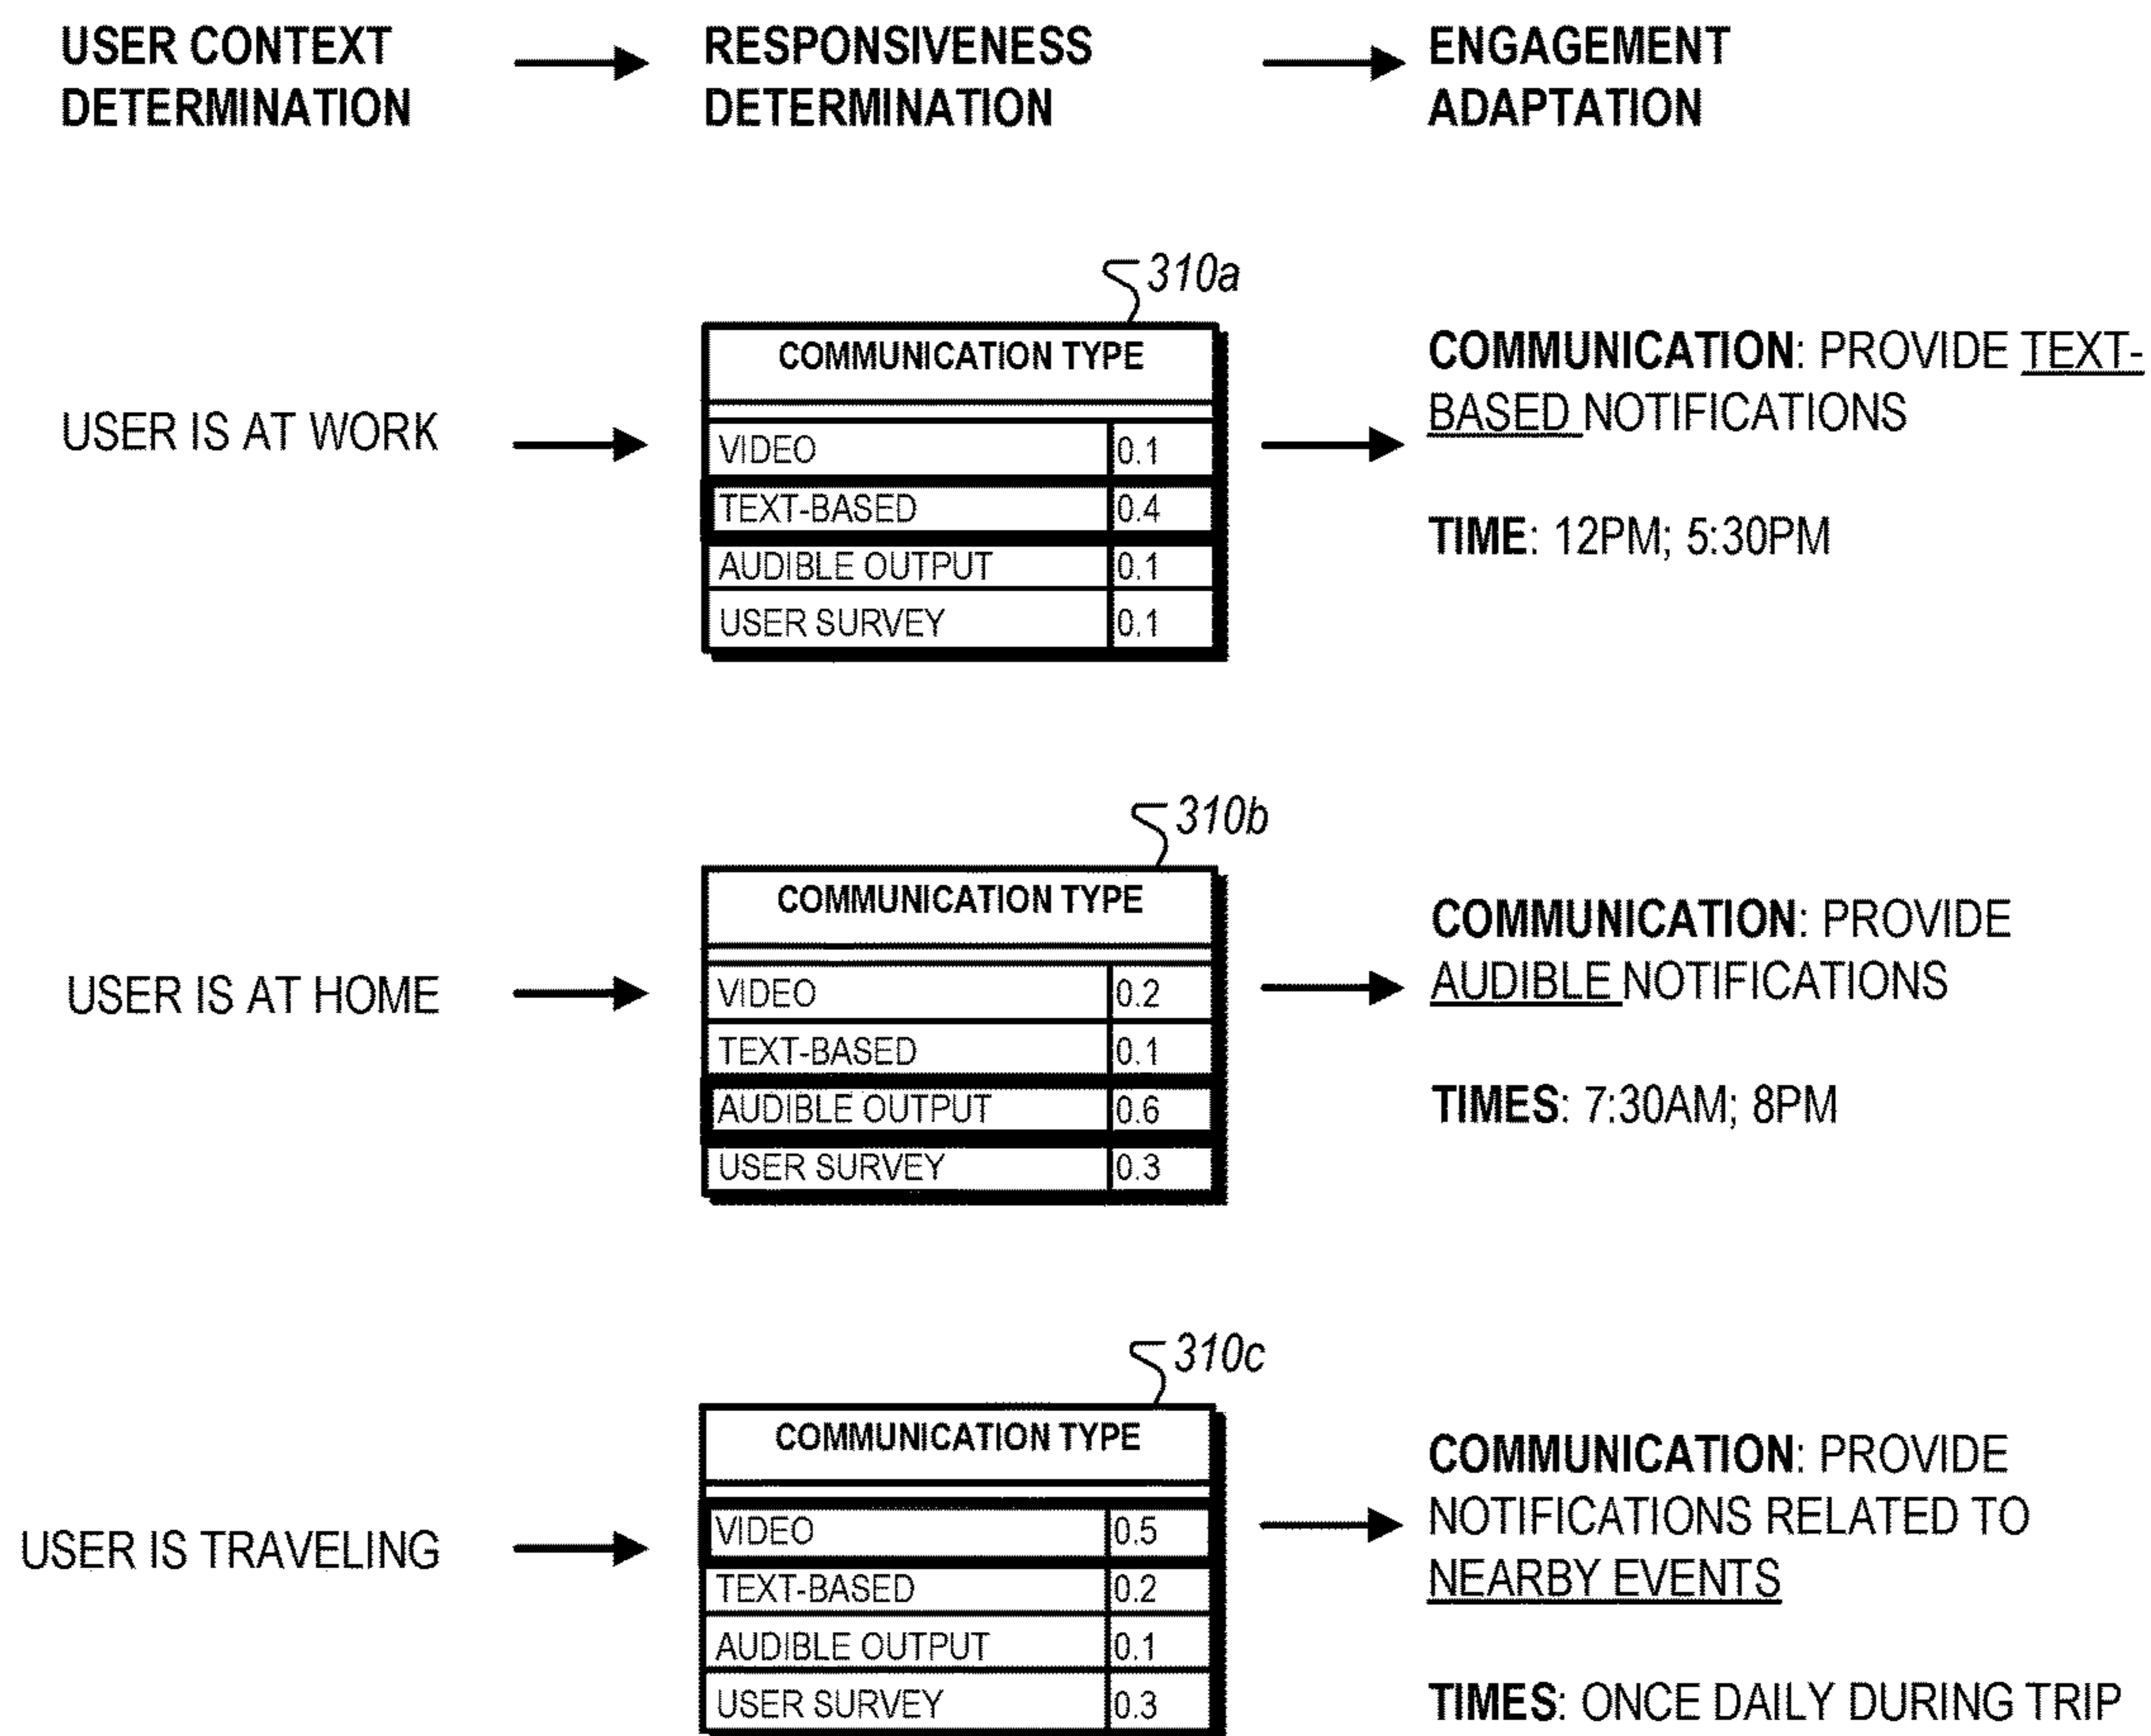 USER CONTEXT
DETERMINATION
RESPONSIVENESS
DETERMINATION
ENGAGEMENT
ADAPTATION
USER IS AT WORK
310a
COMMUNICATION TYPE
VIDEO 0.1
TEXT-BASED 0.4
AUDIBLE OUTPUT 0.1
USER SURVEY 0.1
COMMUNICATION: PROVIDE TEXT-
BASED NOTIFICATIONS
TIME: 12PM; 5:30PM
USER IS AT HOME
310b
COMMUNICATION TYPE
VIDEO 0.2
TEXT-BASED 0.1
AUDIBLE OUTPUT 0.6
USER SURVEY 0.3
COMMUNICATION: PROVIDE
AUDIBLE NOTIFICATIONS
TIMES: 7:30AM; 8PM
USER IS TRAVELING
310c
COMMUNICATION TYPE
VIDEO 0.5
TEXT-BASED 0.2
AUDIBLE OUTPUT 0.1
USER SURVEY 0.3
COMMUNICATION: PROVIDE
NOTIFICATIONS RELATED TO
NEARBY EVENTS
TIMES: ONCE DAILY DURING TRIP